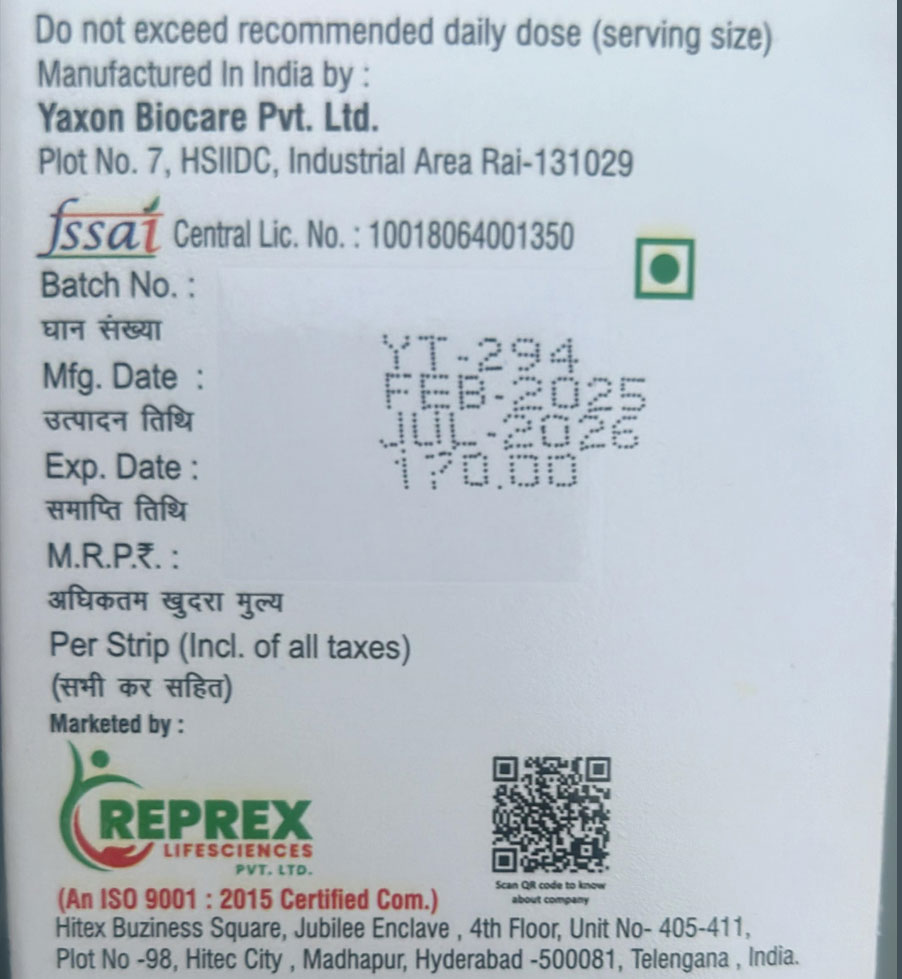 Do not exceed recommended daily dose (serving size)
Manufactured In India by :
Yaxon Biocare Pvt. Ltd.
Plot No. 7, HSIIDC, Industrial Area Rai-131029
fssai Central Lic. No. : 10018064001350
Batch No. :
घान संख्या
YT-294
Mfg. Date :
FEB-2025
उत्पादन तिथि
JUL-2026
Exp. Date :
170.00
समाप्ति तिथि
M.R.P.₹. :
अधिकतम खुदरा मुल्य
Per Strip (Incl. of all taxes)
(सभी कर सहित)
Marketed by :
REPREX
LIFESCIENCES
PVT. LTD.
Scan QR code to know
about company
(An ISO 9001 : 2015 Certified Com.)
Hitex Buziness Square, Jubilee Enclave , 4th Floor, Unit No- 405-411,
Plot No -98, Hitec City , Madhapur, Hyderabad -500081, Telengana , India.